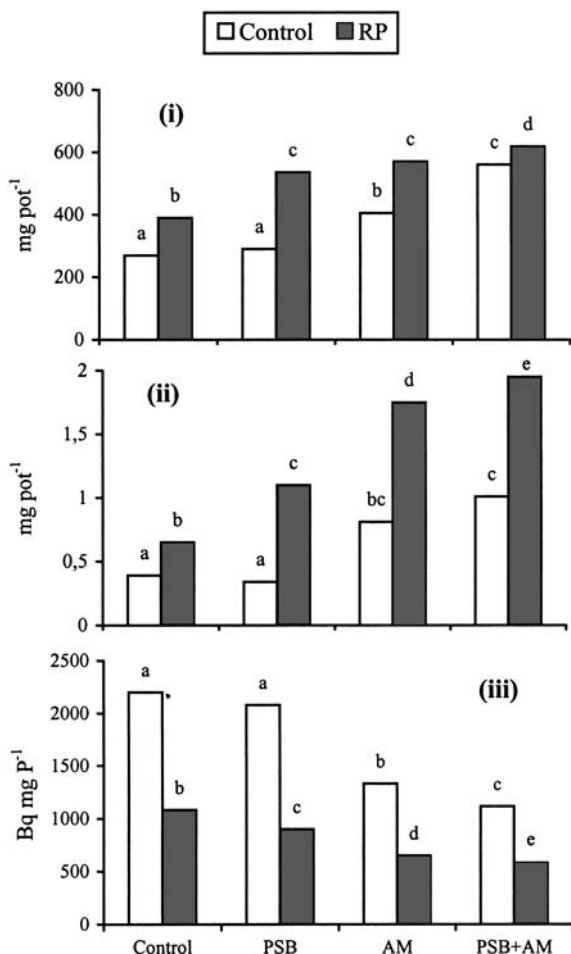 Control RP
(i)
mg pot-1
800
600
400
200
0
a b a c b c c d
(ii)
mg pot-1
2
1,5
1
0,5
0
a b a c bc d c e
(iii)
Bq mg P-1
2500
2000
1500
1000
500
0
a b a c b d c e
Control PSB AM PSB+AM